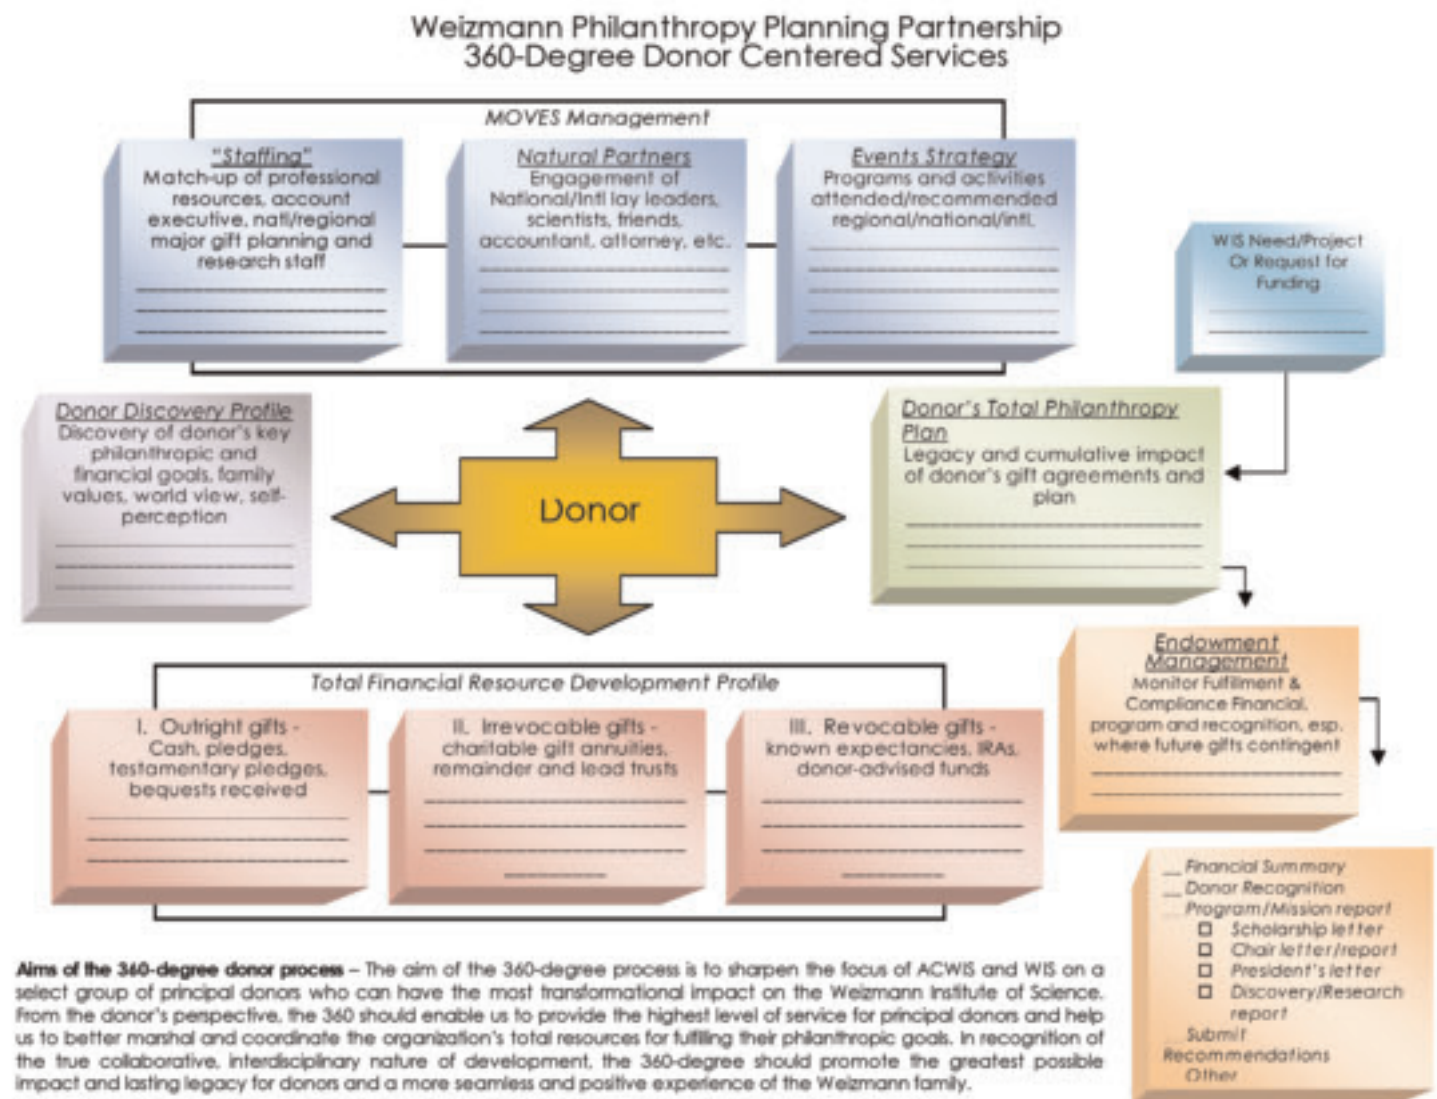 Weizmann Philanthropy Planning Partnership
360-Degree Donor Centered Services
MOVES Management
"Staffing"
Match-up of professional
resources, account
executive, natl/regional
major gift planning and
research staff
Natural Partners
Engagement of
National/Intl lay leaders,
scientists, friends,
accountant, attorney, etc.
Events Strategy
Programs and activities
attended/recommended
regional/national/intl.
WIS Need/Project
Or Request for
Funding
Donor Discovery Profile
Discovery of donor's key
philanthropic and
financial goals, family
values, world view, self-
perception
Donor
Donor's Total Philanthropy
Plan
Legacy and cumulative impact
of donor's gift agreements and
plan
Endowment
Management
Monitor Fulfillment &
Compliance Financial,
program and recognition, esp.
where future gifts contingent
Total Financial Resource Development Profile
I. Outright gifts -
Cash, pledges,
testamentary pledges,
bequests received
II. Irrevocable gifts -
charitable gift annuities,
remainder and lead trusts
III. Revocable gifts -
known expectancies, IRAs,
donor-advised funds
__ Financial Summary
__ Donor Recognition
__ Program/Mission report
☐ Scholarship letter
☐ Chair letter/report
☐ President's letter
☐ Discovery/Research
report
__ Submit
Recommendations
__ Other
Aims of the 360-degree donor process – The aim of the 360-degree process is to sharpen the focus of ACWIS and WIS on a
select group of principal donors who can have the most transformational impact on the Weizmann Institute of Science.
From the donor's perspective, the 360 should enable us to provide the highest level of service for principal donors and help
us to better marshal and coordinate the organization's total resources for fulfilling their philanthropic goals. In recognition of
the true collaborative, interdisciplinary nature of development, the 360-degree should promote the greatest possible
impact and lasting legacy for donors and a more seamless and positive experience of the Weizmann family.